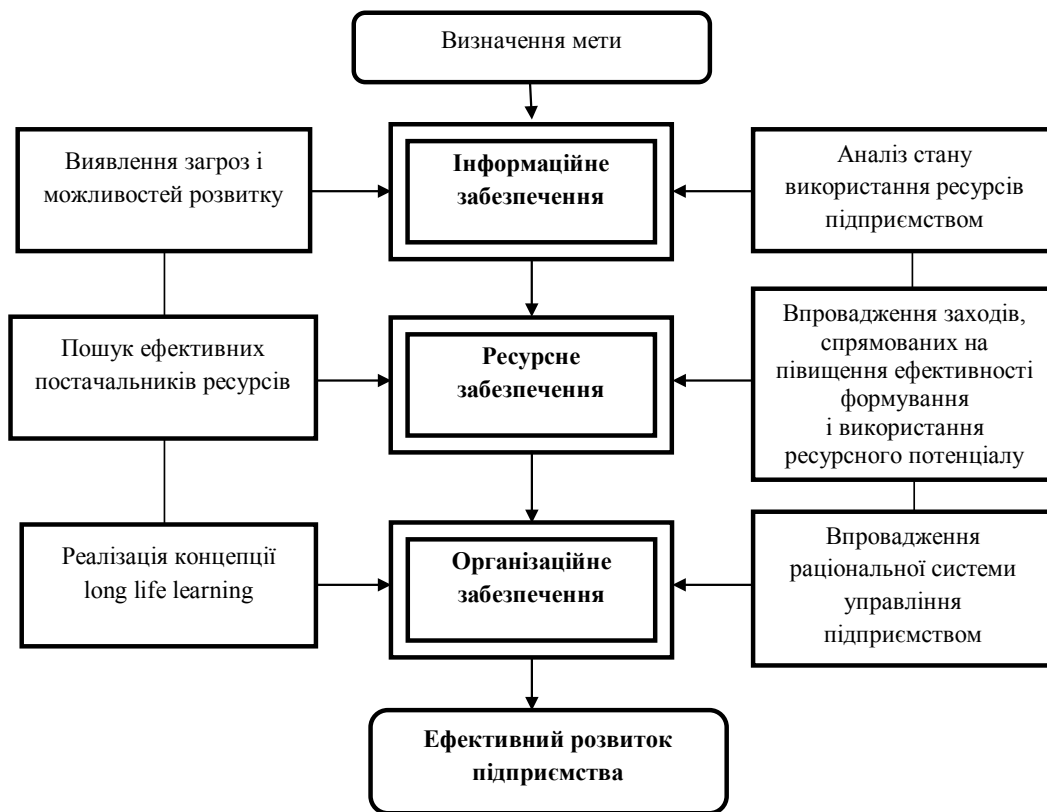 Визначення мети
Виявлення загроз і
можливостей розвитку
Інформаційне
забезпечення
Аналіз стану
використання ресурсів
підприємством
Пошук ефективних
постачальників ресурсів
Ресурсне
забезпечення
Впровадження заходів,
спрямованих на
півищення ефективності
формування
і використання
ресурсного потенціалу
Реалізація концепції
long life learning
Організаційне
забезпечення
Впровадження
раціональної системи
управління
підприємством
Ефективний розвиток
підприємства